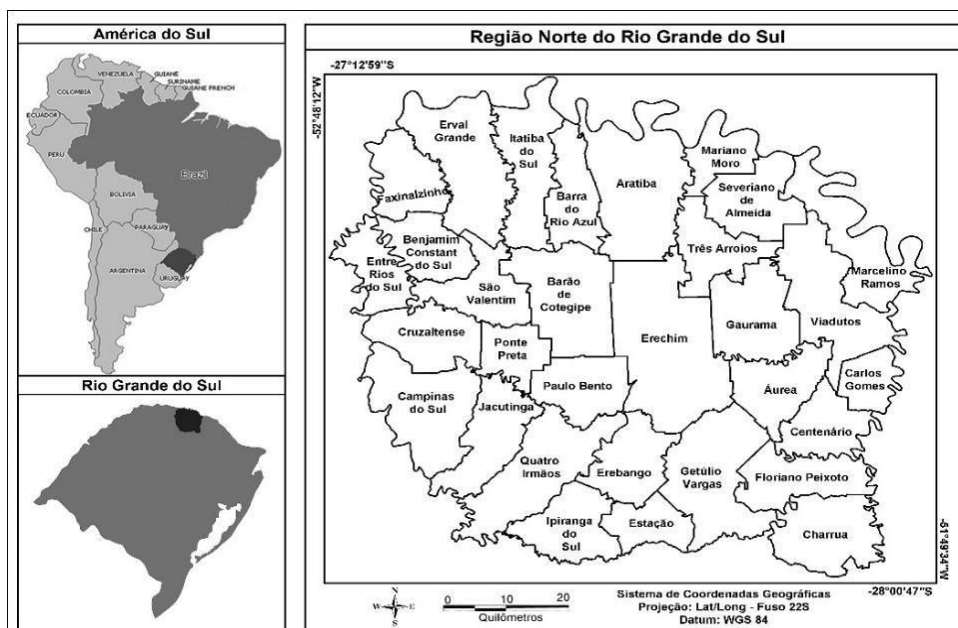 América do Sul
VENEZUELA
GUIANE
SURINAME
GUIANE FRENCH
COLOMBIA
ECUADOR
PERU
Brazil
BOLIVIA
PARAGUAY
CHILE
ARGENTINA
URUGUAY
Rio Grande do Sul
Região Norte do Rio Grande do Sul
-27°12'59"S
-52°48'12"W
Erval
Grande
Itatiba
do
Sul
Mariano
Moro
Aratiba
Severiano
de
Almeida
Faxinalzinho
Barra
do
Rio Azul
Benjamim
Constant
do Sul
Três Arroios
Entre
Rios
do Sul
Marcelino
Ramos
São
Valentim
Barão
de
Cotegipe
Gaurama
Viadutos
Cruzaltense
Erechim
Ponte
Preta
Carlos
Gomes
Paulo Bento
Áurea
Campinas
do Sul
Jacutinga
Centenário
Quatro
Irmãos
Erebango
Getúlio
Vargas
Floriano Peixoto
Ipiranga
do
Sul
Estação
Charrua
-51°49'34"W
-28°00'47"S
N
W
E
S
0 10 20
Quilômetros
Sistema de Coordenadas Geográficas
Projeção: Lat/Long - Fuso 22S
Datum: WGS 84